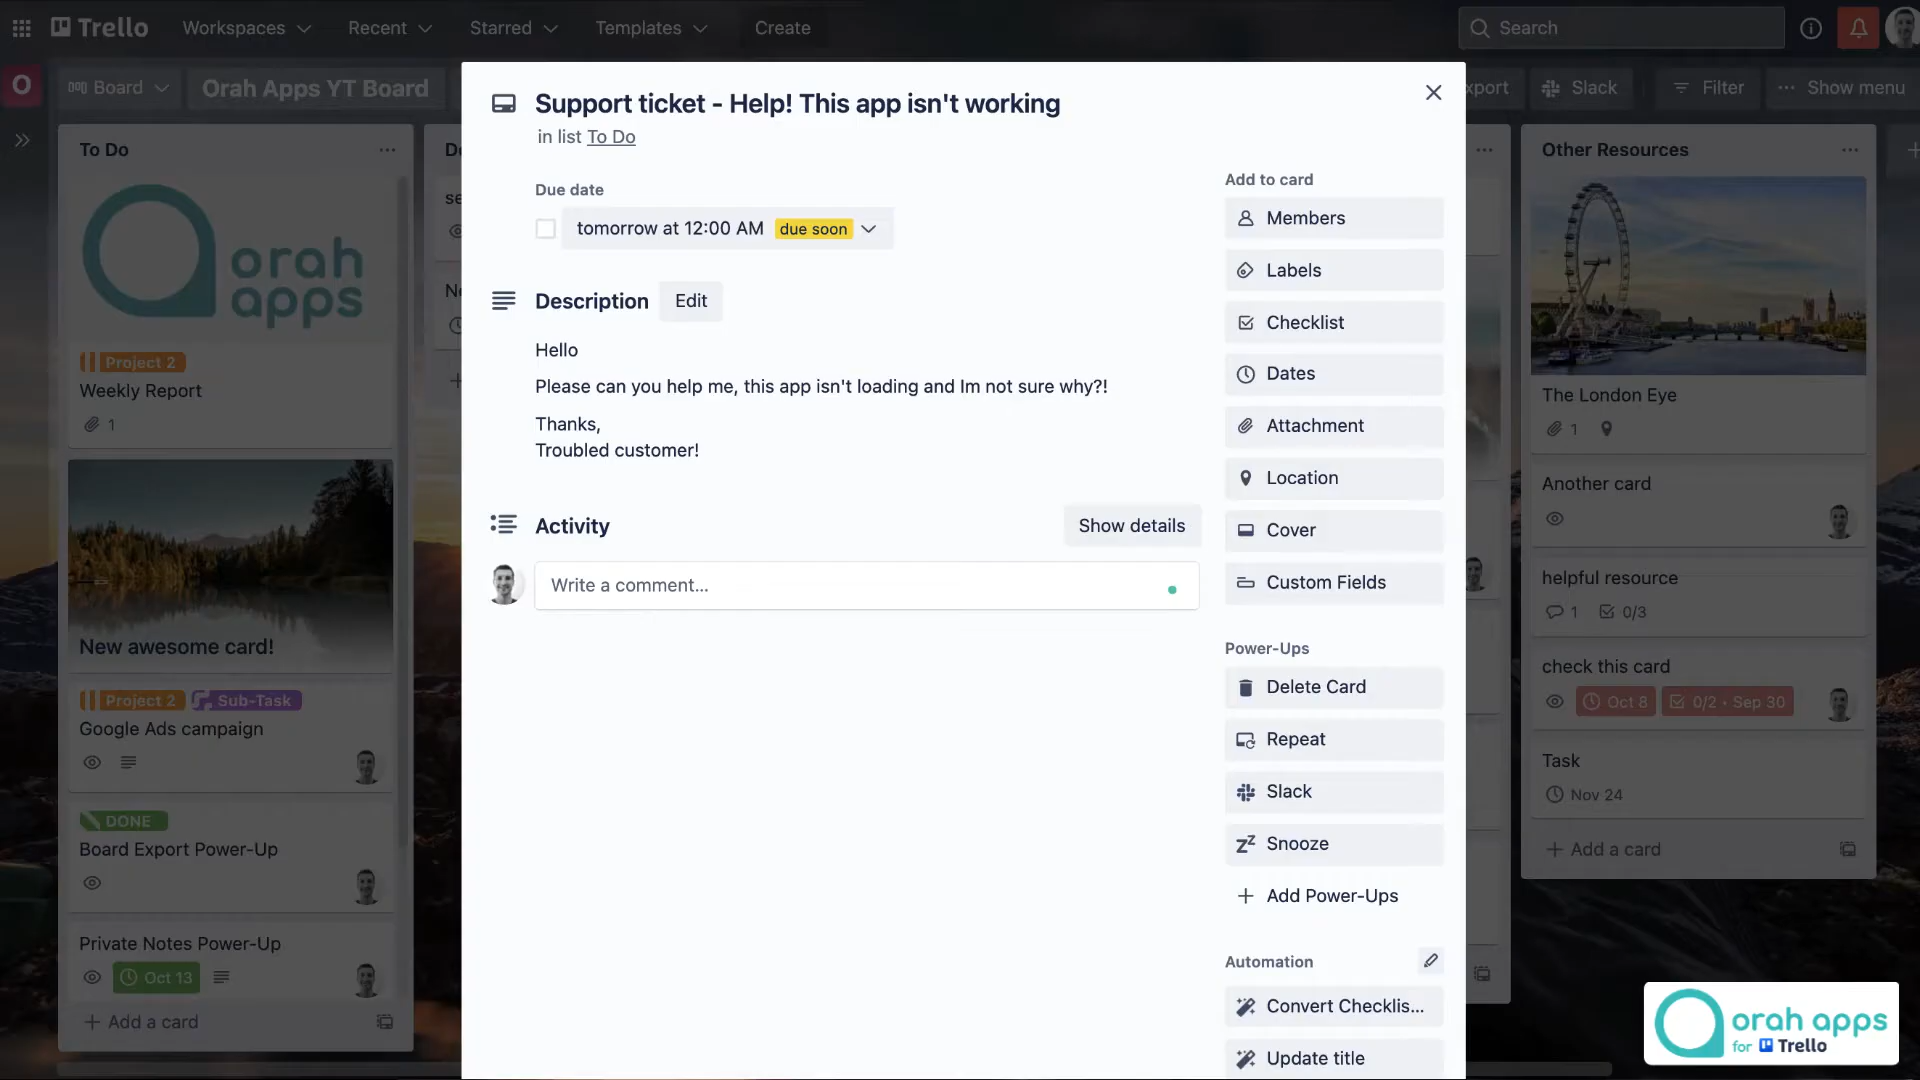 Trello
Workspaces
Recent
Starred
Templates
Create
Search
O
Board
Orah Apps YT Board
Slack
Filter
Show menu
To Do
orah
apps
Project 2
Weekly Report
1
New awesome card!
Project 2
Sub-Task
Google Ads campaign
DONE
Board Export Power-Up
Private Notes Power-Up
Oct 13
+ Add a card
Support ticket - Help! This app isn't working
in list To Do
Due date
tomorrow at 12:00 AM due soon
Description
Edit
Hello
Please can you help me, this app isn't loading and Im not sure why?!
Thanks,
Troubled customer!
Activity
Show details
Write a comment...
Add to card
Members
Labels
Checklist
Dates
Attachment
Location
Cover
Custom Fields
Power-Ups
Delete Card
Repeat
Slack
Snooze
+ Add Power-Ups
Automation
Convert Checklis...
Update title
Other Resources
The London Eye
1
Another card
helpful resource
1
0/3
check this card
Oct 8
0/2 • Sep 30
Task
Nov 24
+ Add a card
orah apps
for Trello